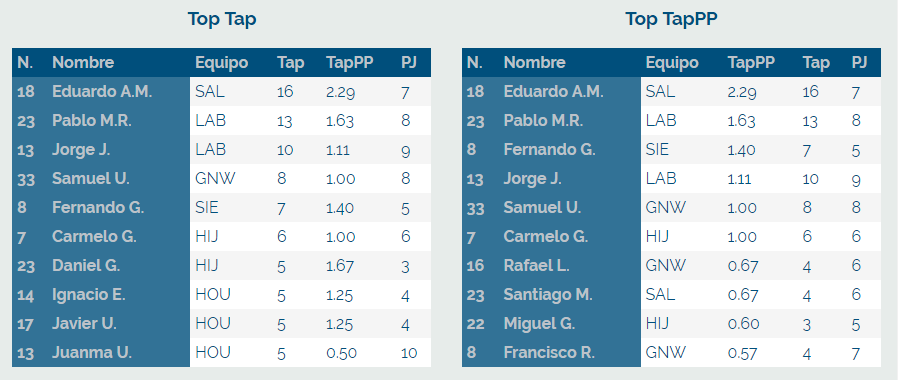 Top Tap
N. Nombre Equipo Tap TapPP PJ
18 Eduardo A.M. SAL 16 2.29 7
23 Pablo M.R. LAB 13 1.63 8
13 Jorge J. LAB 10 1.11 9
33 Samuel U. GNW 8 1.00 8
8 Fernando G. SIE 7 1.40 5
7 Carmelo G. HIJ 6 1.00 6
23 Daniel G. HIJ 5 1.67 3
14 Ignacio E. HOU 5 1.25 4
17 Javier U. HOU 5 1.25 4
13 Juanma U. HOU 5 0.50 10
Top TapPP
N. Nombre Equipo TapPP Tap PJ
18 Eduardo A.M. SAL 2.29 16 7
23 Pablo M.R. LAB 1.63 13 8
8 Fernando G. SIE 1.40 7 5
13 Jorge J. LAB 1.11 10 9
33 Samuel U. GNW 1.00 8 8
7 Carmelo G. HIJ 1.00 6 6
16 Rafael L. GNW 0.67 4 6
23 Santiago M. SAL 0.67 4 6
22 Miguel G. HIJ 0.60 3 5
8 Francisco R. GNW 0.57 4 7